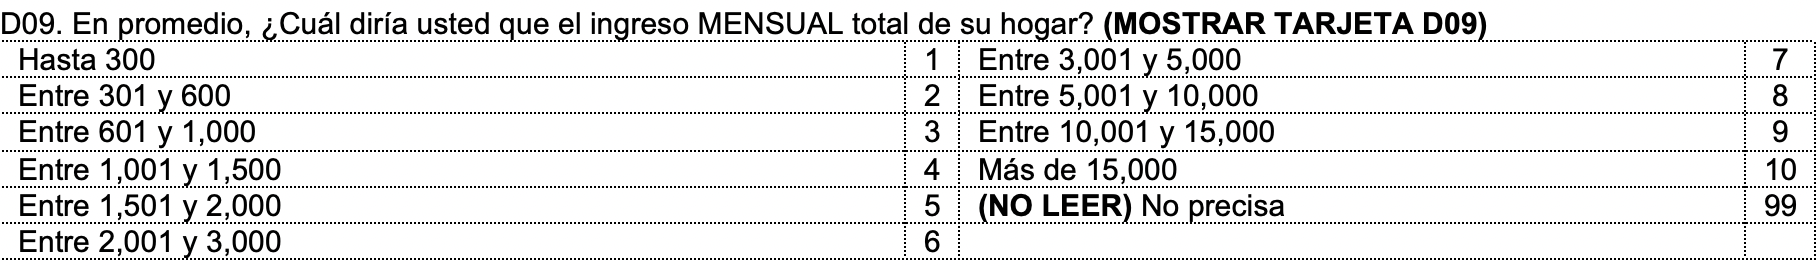 D09. En promedio, ¿Cuál diría usted que el ingreso MENSUAL total de su hogar? (MOSTRAR TARJETA D09)
Hasta 300 1 Entre 3,001 y 5,000 7
Entre 301 y 600 2 Entre 5,001 y 10,000 8
Entre 601 y 1,000 3 Entre 10,001 y 15,000 9
Entre 1,001 y 1,500 4 Más de 15,000 10
Entre 1,501 y 2,000 5 (NO LEER) No precisa 99
Entre 2,001 y 3,000 6